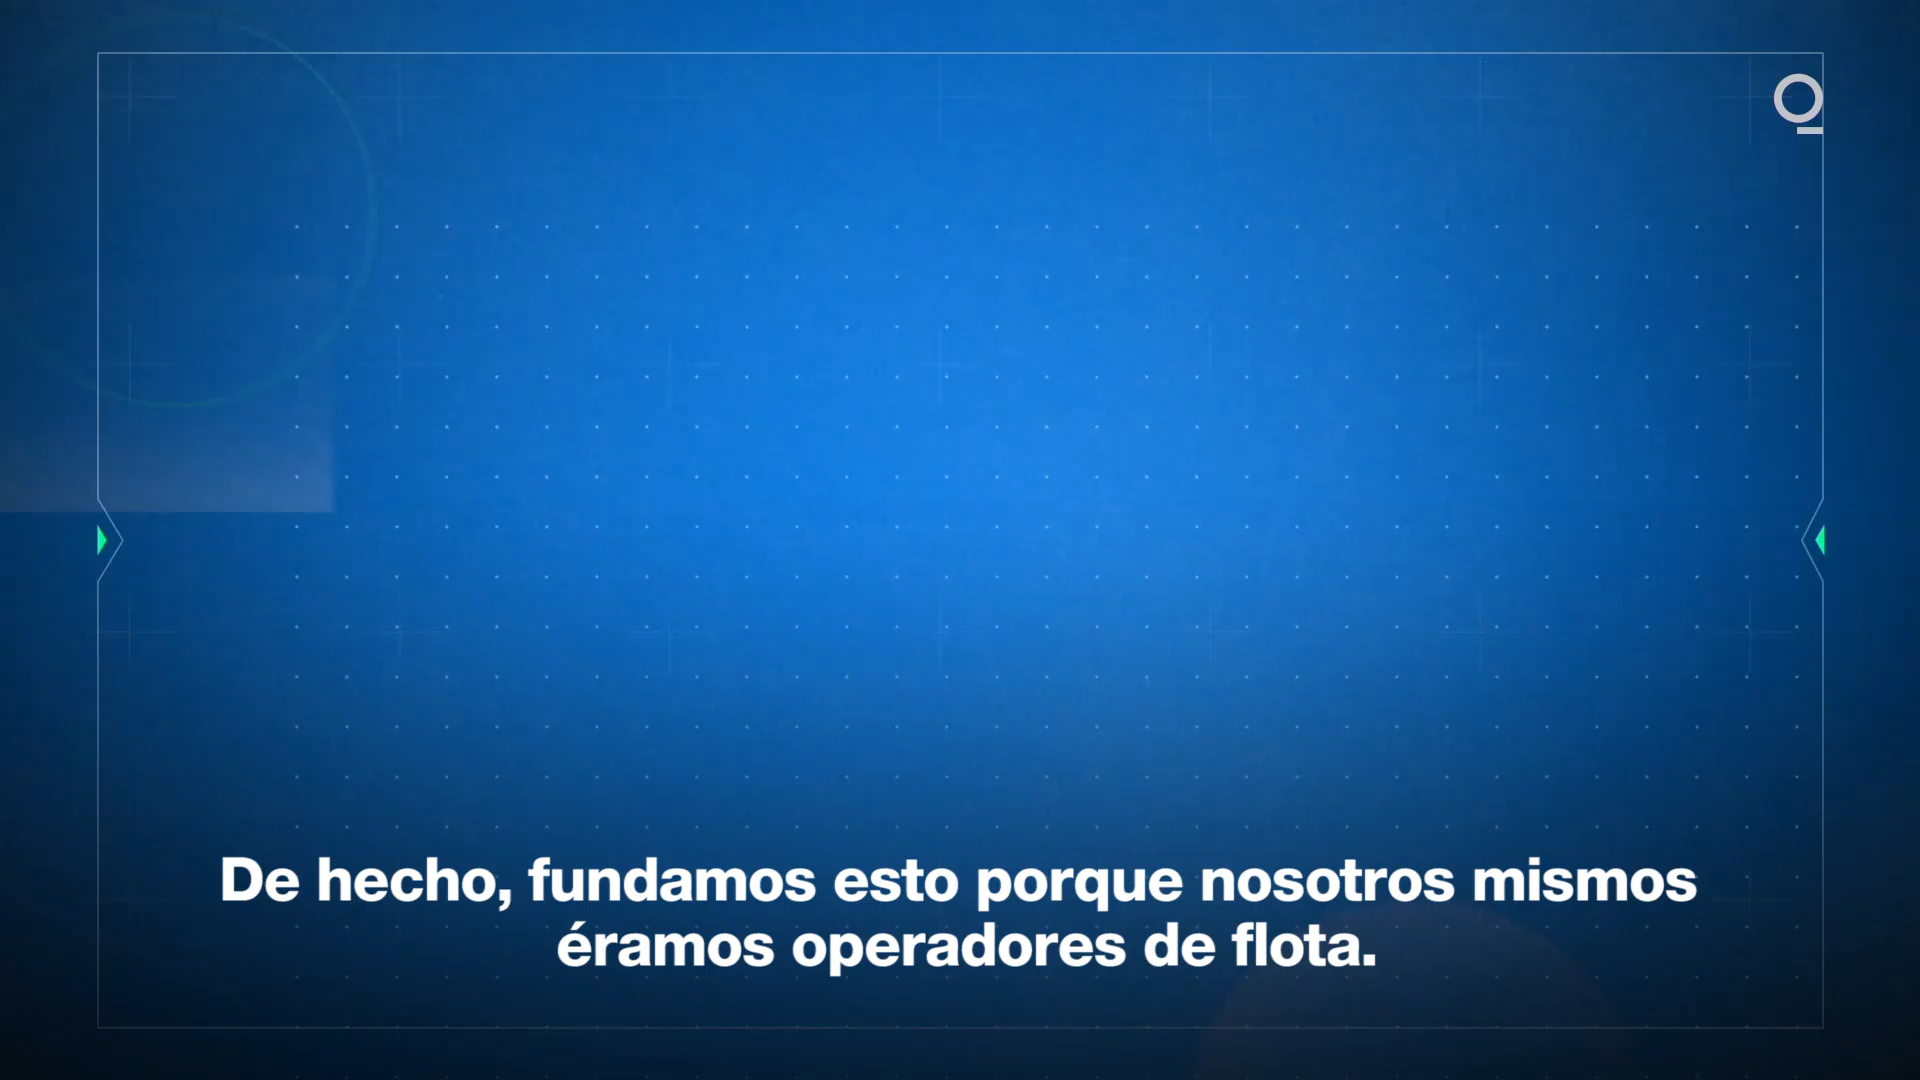 De hecho, fundamos esto porque nosotros mismos
éramos operadores de flota.